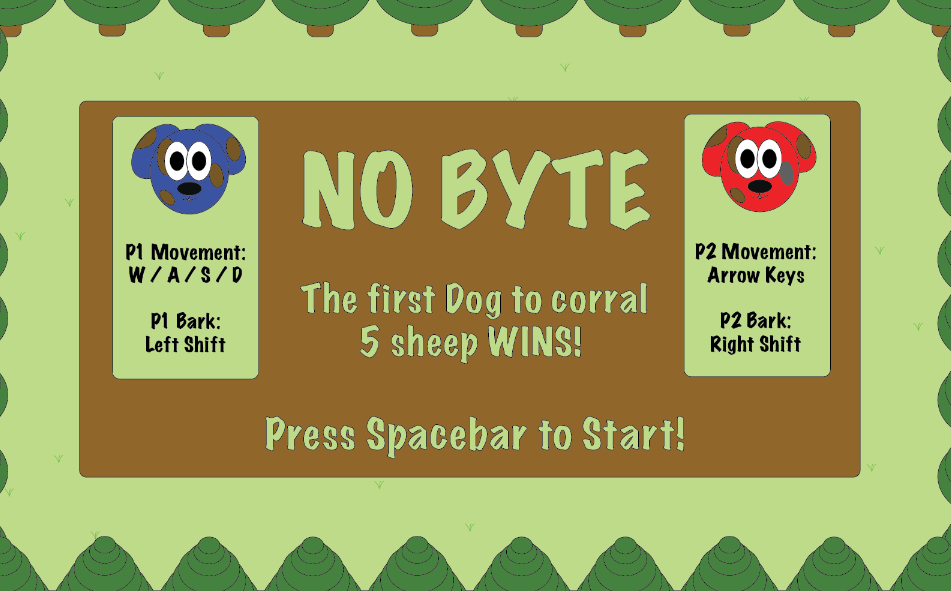 NO BYTE
P1 Movement:
W / A / S / D
P1 Bark:
Left Shift
The first Dog to corral
5 sheep WINS!
P2 Movement:
Arrow Keys
P2 Bark:
Right Shift
Press Spacebar to Start!